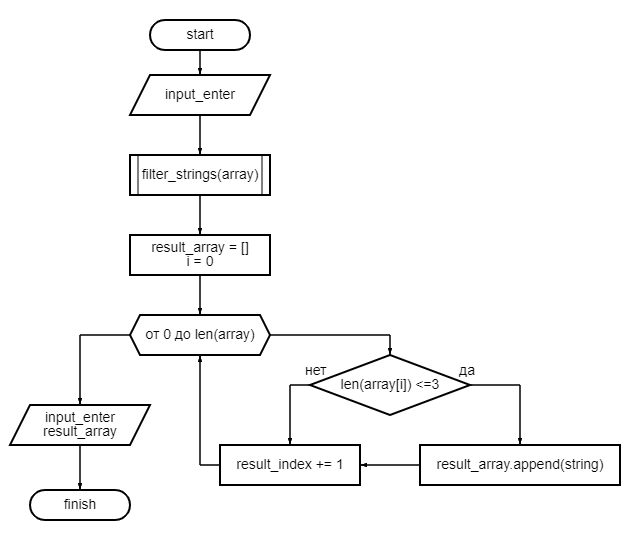 start
input_enter
filter_strings(array)
result_array = []
i = 0
от 0 до len(array)
нет
len(array[i]) <=3
да
input_enter
result_array
result_index += 1
result_array.append(string)
finish